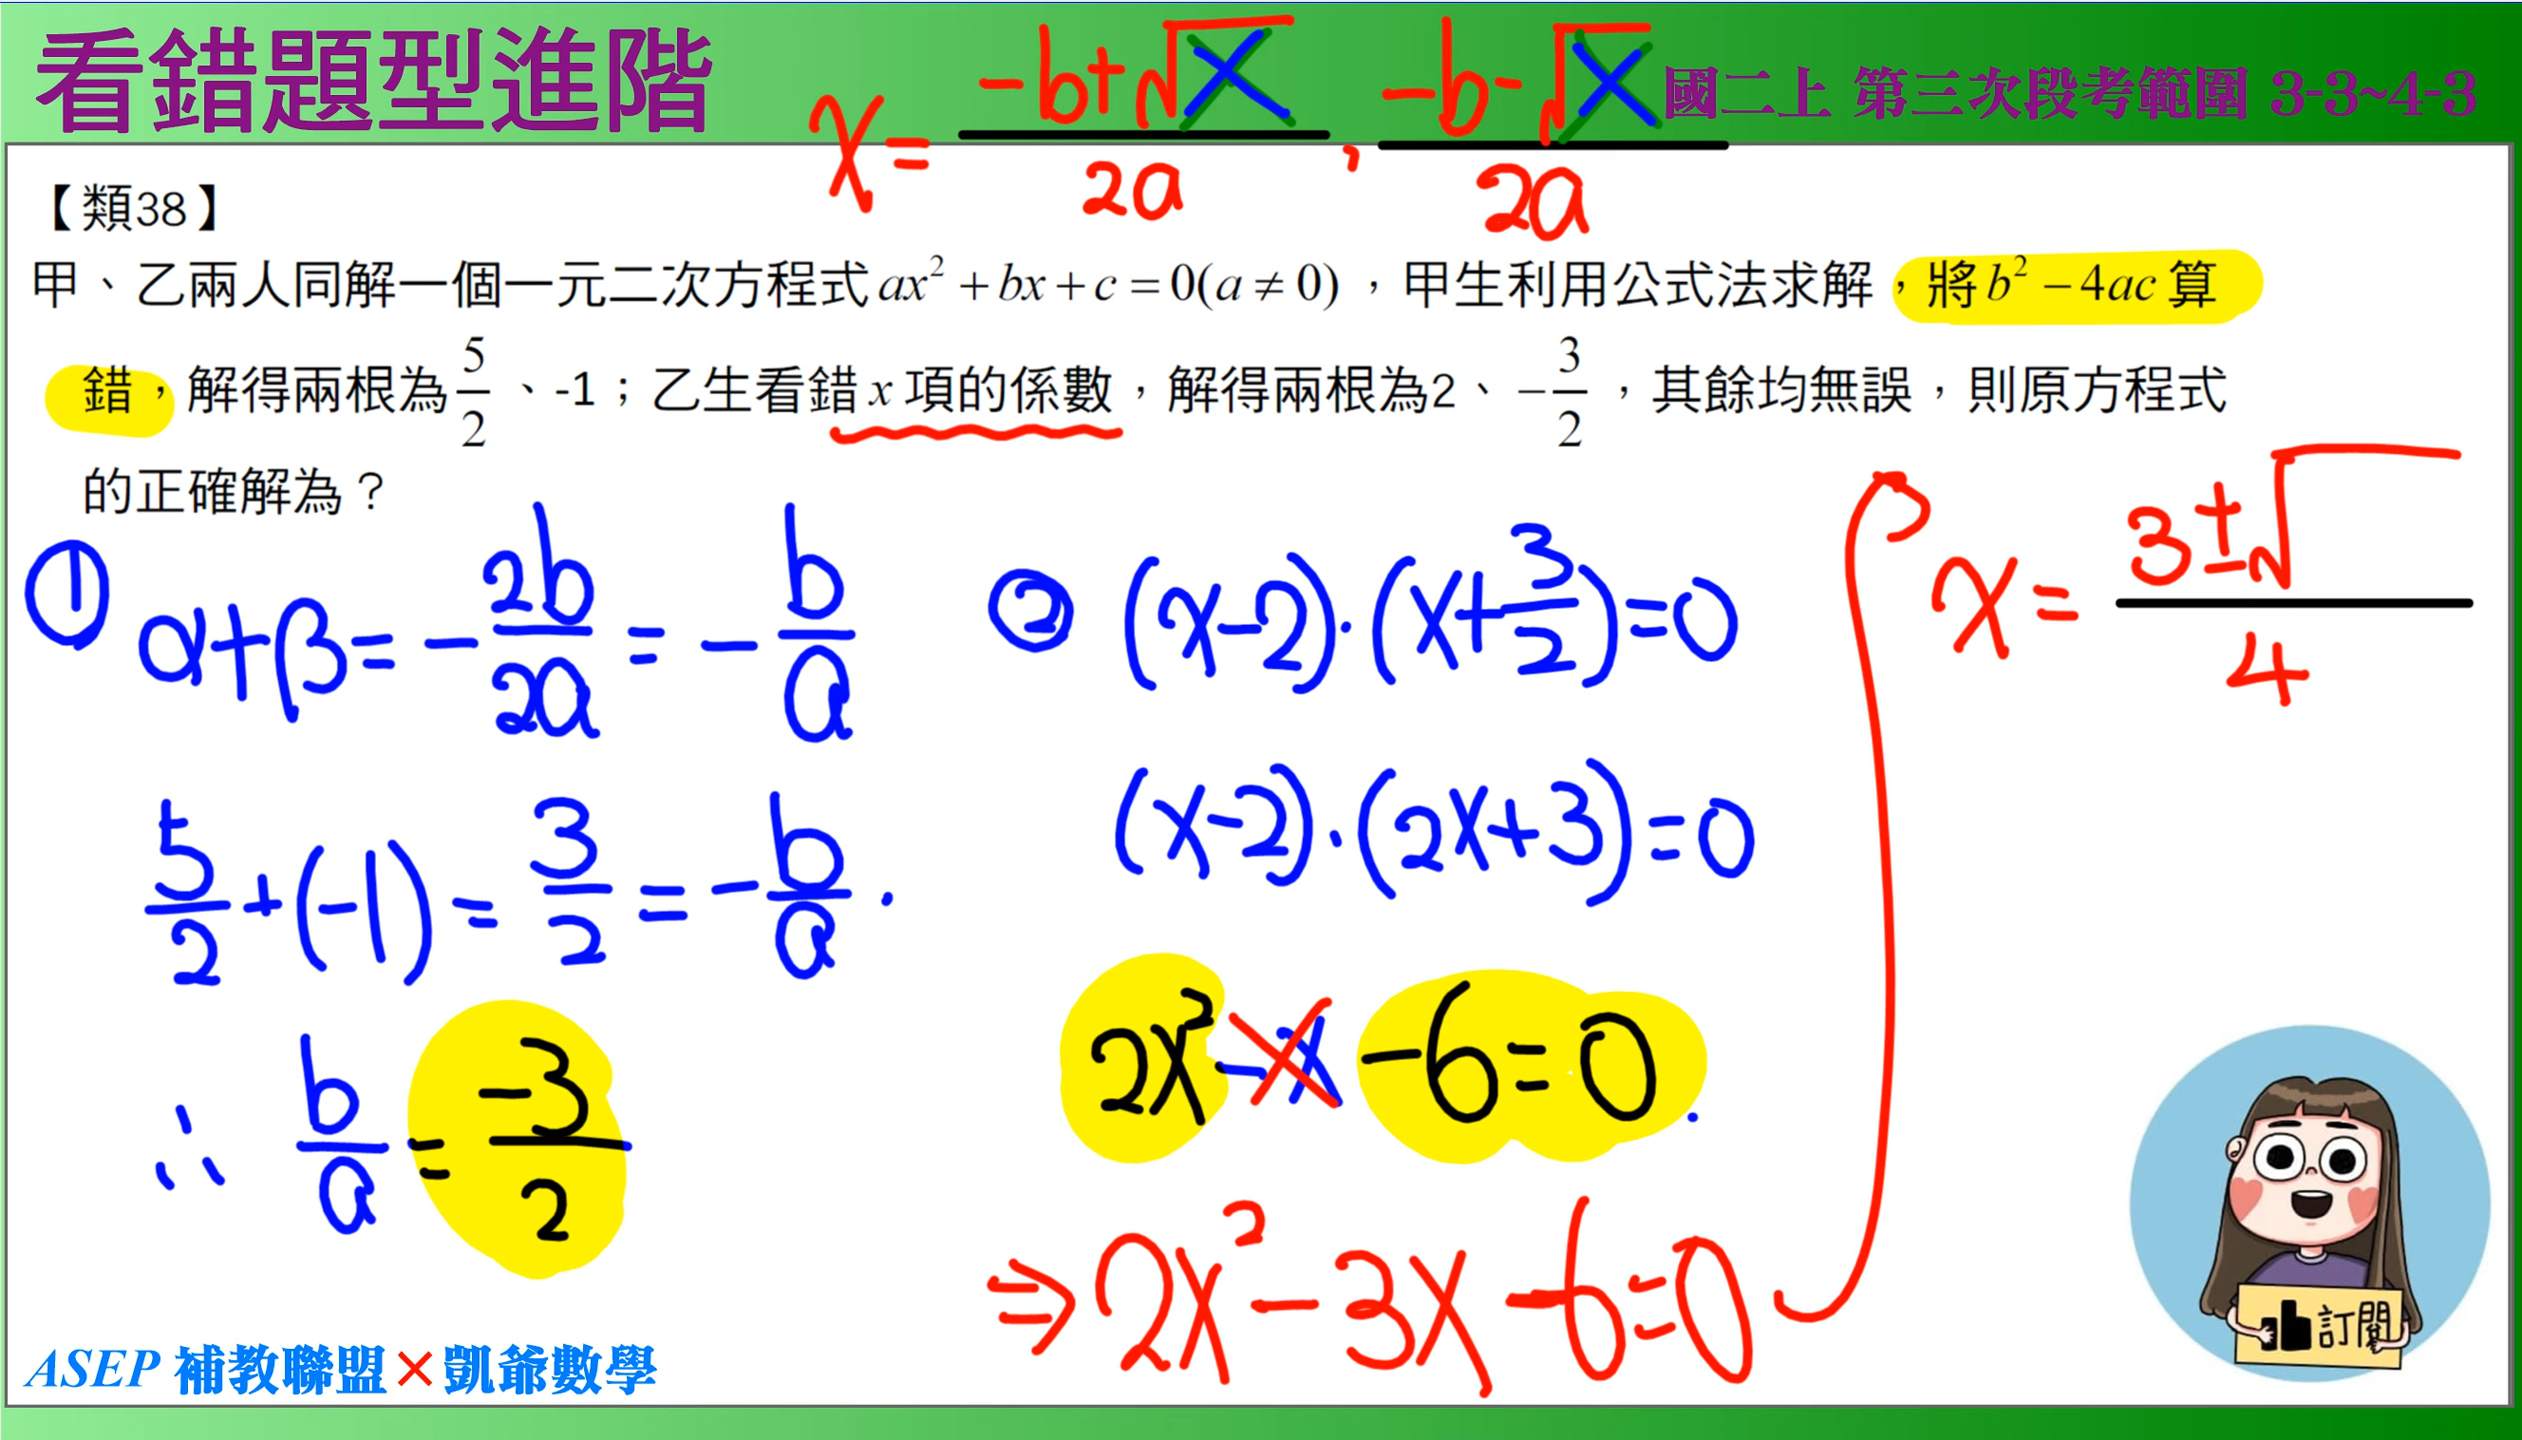 看錯題型進階
國二上 第三次段考範圍 3-3~4-3
x = (-b+√x)/2a , (-b-√x)/2a
【類38】
甲、乙兩人同解一個一元二次方程式 ax² + bx + c = 0(a ≠ 0),甲生利用公式法求解,將 b² − 4ac 算
錯,解得兩根為 5/2 、-1;乙生看錯 x 項的係數,解得兩根為2、−3/2,其餘均無誤,則原方程式
的正確解為?
① α+β = −2b/2a = −b/a
5/2 + (−1) = 3/2 = −b/a .
∴ b/a = −3/2
② (x−2)·(x+3/2)=0
(x−2)·(2x+3)=0
2x² −x −6=0 .
⇒ 2x² − 3x − 6 = 0
x = (3±√)/4
訂閱
ASEP 補教聯盟×凱爺數學